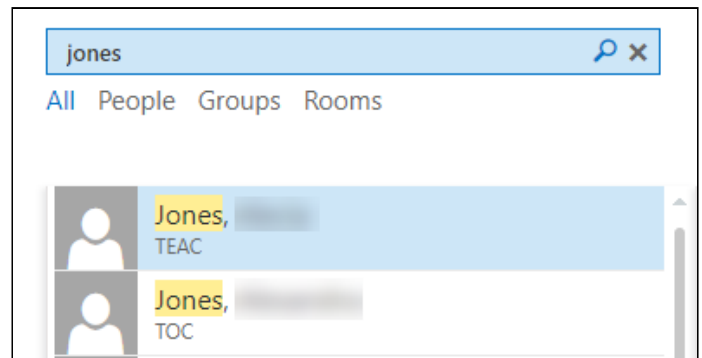 jones
All People Groups Rooms
Jones,
TEAC
Jones,
TOC